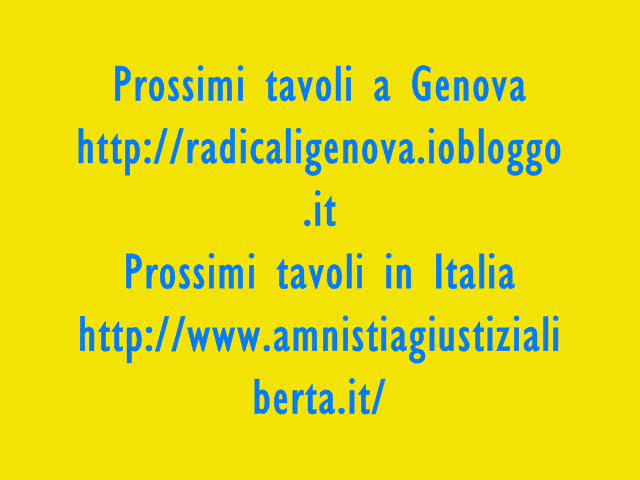 Prossimi tavoli a Genova
http://radicaligenova.iobloggo
.it
Prossimi tavoli in Italia
http://www.amnistiagiustiziali
berta.it/